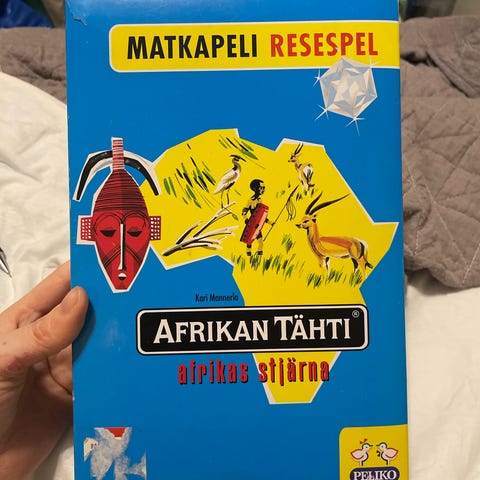 MATKAPELI RESESPEL
Kari Mannerla
AFRIKAN TÄHTI®
afrikas stjärna
PELIKO